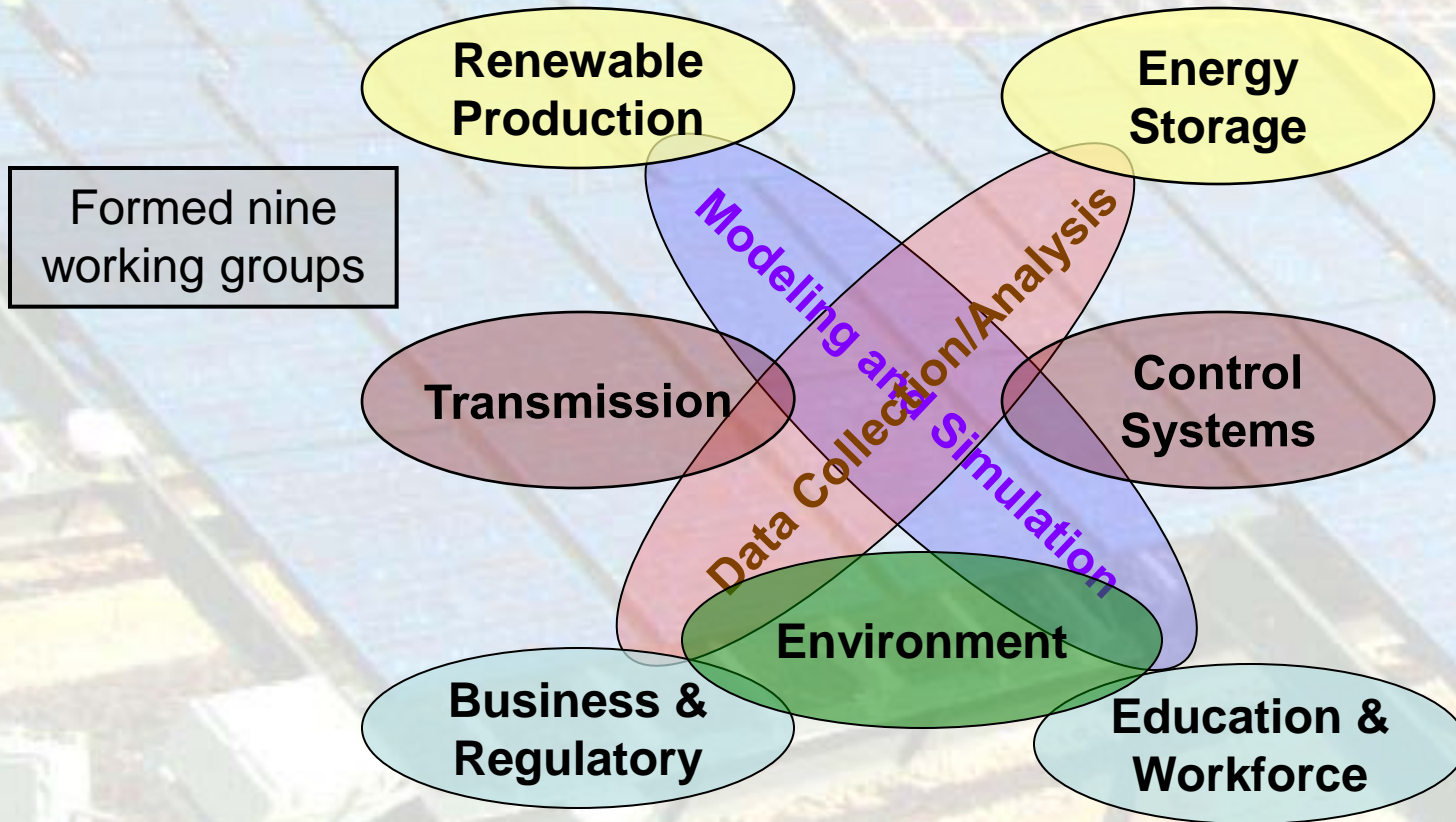 Renewable
Production
Energy
Storage
Formed nine
working groups
Modeling and Simulation
Data Collection/Analysis
Transmission
Control
Systems
Environment
Business &
Regulatory
Education &
Workforce